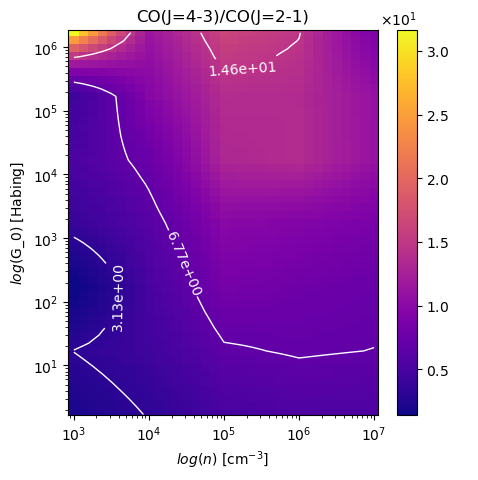 CO(J=4-3)/CO(J=2-1)
×10¹
log(G_0) [Habing]
10⁶
10⁵
10⁴
10³
10²
10¹
1.46e+01
6.77e+00
3.13e+00
3.0
2.5
2.0
1.5
1.0
0.5
10³ 10⁴ 10⁵ 10⁶ 10⁷
log(n) [cm⁻³]